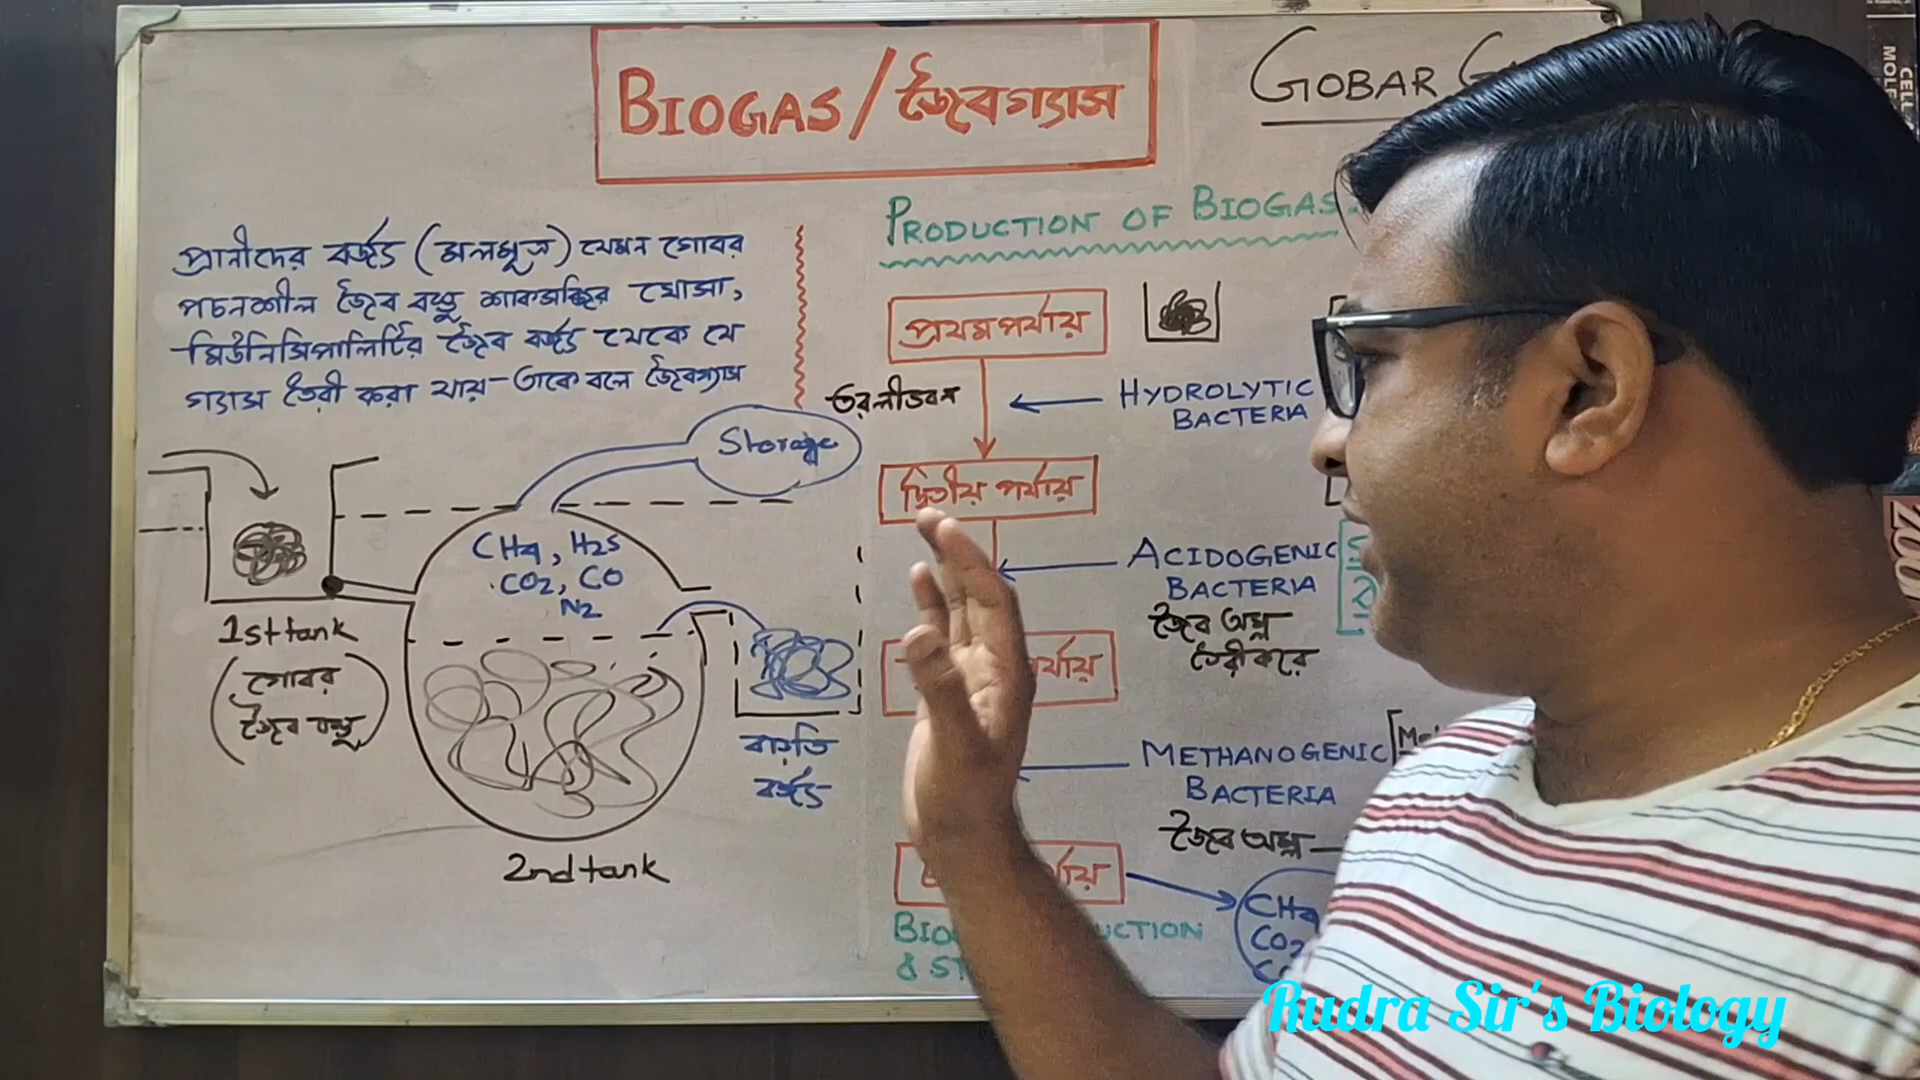 BIOGAS / জৈবগ্যাস
GOBAR
প্রানীদের বর্জ্য (মলমূত্র) যেমন গোবর
পচনশীল জৈব বস্তু শাকসব্জির খোসা,
মিউনিসিপালিটির জৈব বর্জ্য থেকে যে
গ্যাস তৈরী করা যায় - তাকে বলে জৈবগ্যাস
Storage
CH4, H2S
CO2, CO
N2
1st tank
(গোবর
জৈব বস্তু)
2nd tank
বাড়তি
বর্জ্য
PRODUCTION OF BIOGAS
প্রথম পর্যায়
তরলীভবন
HYDROLYTIC
BACTERIA
দ্বিতীয় পর্যায়
ACIDOGENIC
BACTERIA
জৈব অম্ল
তৈরী করে
পর্যায়
METHANOGENIC
BACTERIA
জৈব অম্ল
CH4
CO2
Rudra Sir's Biology
CELL